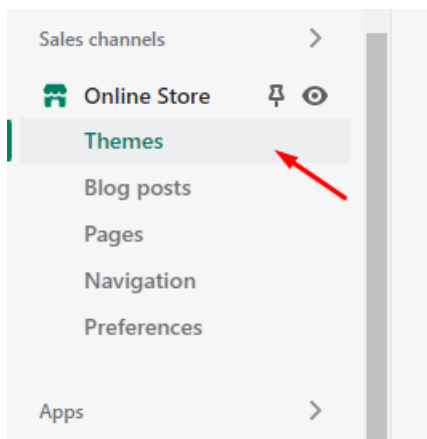 Sales channels
Online Store
Themes
Blog posts
Pages
Navigation
Preferences
Apps